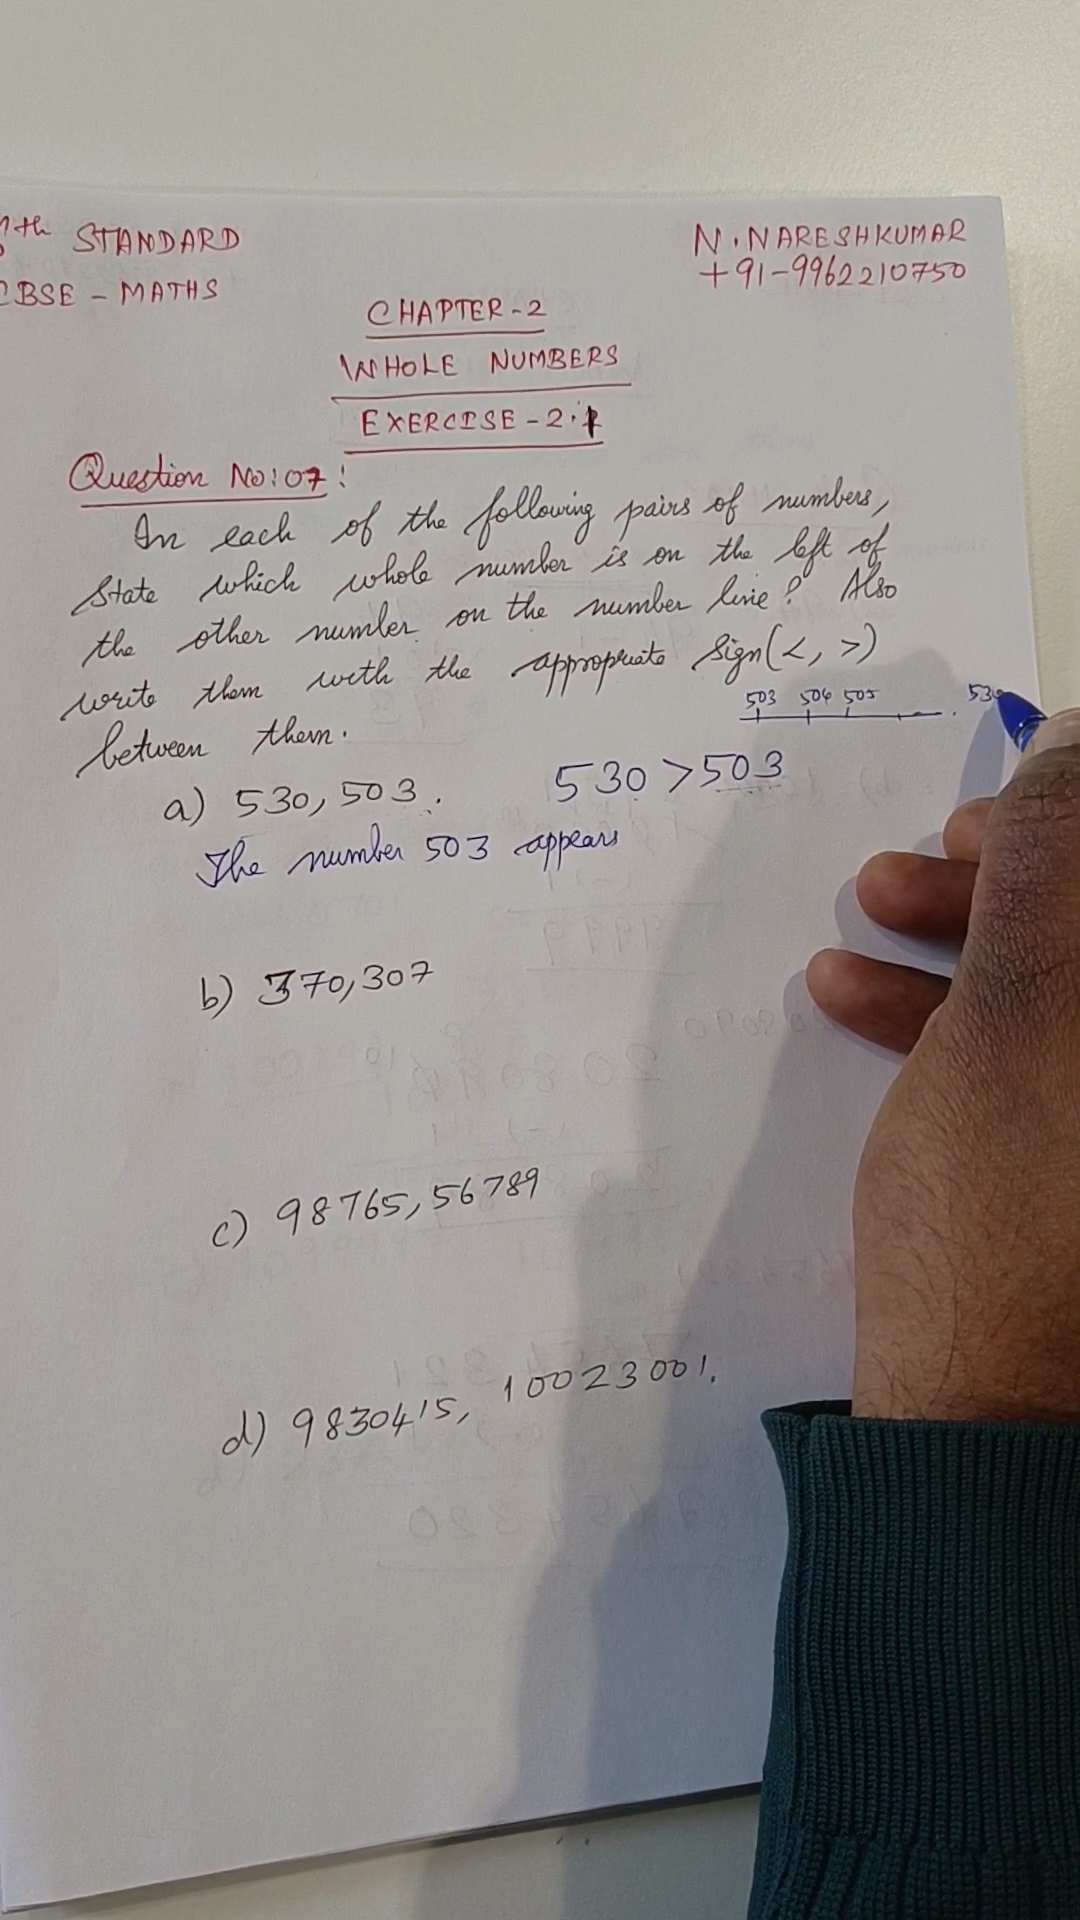 th STANDARD
CBSE - MATHS
N. NARESHKUMAR
+91-9962210750
CHAPTER-2
WHOLE NUMBERS
EXERCISE-2.1
Question No:07:
In each of the following pairs of numbers,
State which whole number is on the left of
the other number on the number line? Also
write them with the appropriate Sign(<, >)
between them.
503 504 505 530
a) 530, 503. 530 > 503
The number 503 appears
b) 370, 307
c) 98765, 56789
d) 9830415, 10023001.